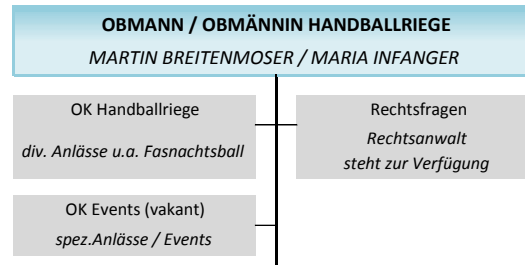 OBMANN / OBMÄNNIN HANDBALLRIEGE
MARTIN BREITENMOSER / MARIA INFANGER
OK Handballriege
div. Anlässe u.a. Fasnachtsball
Rechtsfragen
Rechtsanwalt
steht zur Verfügung
OK Events (vakant)
spez.Anlässe / Events